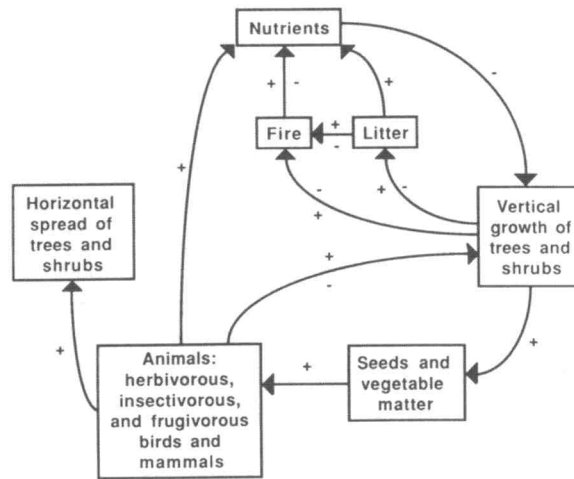 Nutrients
-
+ -
+
Fire
+
-
Litter
+
-
+
+ -
Horizontal
spread of
trees and
shrubs
Vertical
growth of
trees and
shrubs
+
-
+
+
+
Animals:
herbivorous,
insectivorous,
and frugivorous
birds and
mammals
Seeds and
vegetable
matter